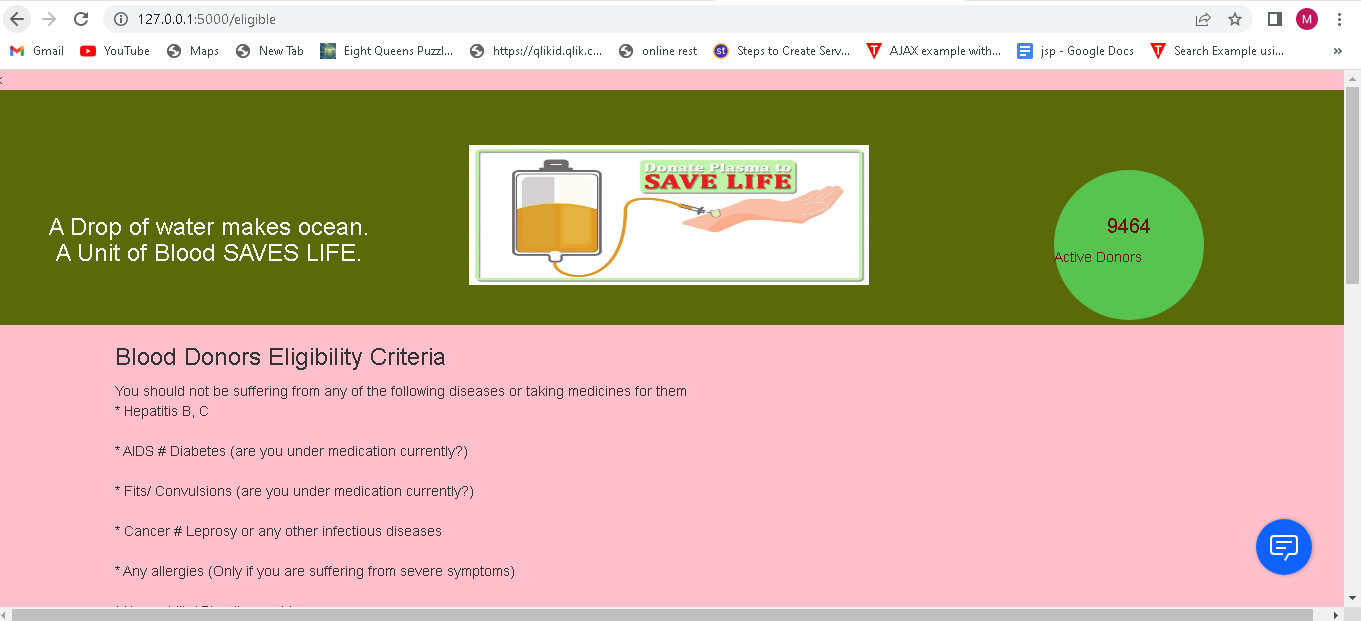 127.0.0.1:5000/eligible
M
Gmail
YouTube
Maps
New Tab
Eight Queens Puzzl...
https://qlikid.qlik.c...
online rest
st
Steps to Create Serv...
AJAX example with...
jsp - Google Docs
Search Example usi...
»
A Drop of water makes ocean.
A Unit of Blood SAVES LIFE.
Donate Plasma to
SAVE LIFE
9464
Active Donors
Blood Donors Eligibility Criteria
You should not be suffering from any of the following diseases or taking medicines for them
* Hepatitis B, C
* AIDS # Diabetes (are you under medication currently?)
* Fits/ Convulsions (are you under medication currently?)
* Cancer # Leprosy or any other infectious diseases
* Any allergies (Only if you are suffering from severe symptoms)